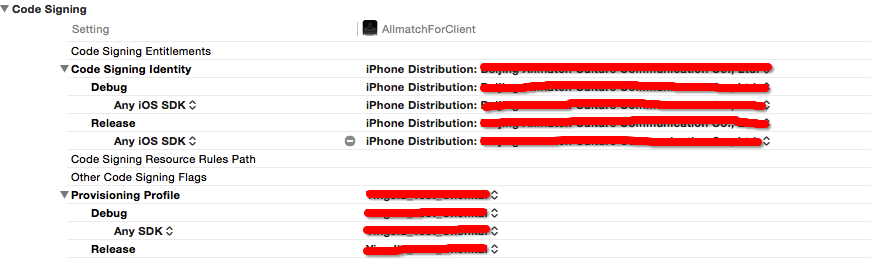 Code Signing
Setting AllmatchForClient
Code Signing Entitlements
Code Signing Identity iPhone Distribution:
Debug iPhone Distribution:
Any iOS SDK iPhone Distribution:
Release iPhone Distribution:
Any iOS SDK iPhone Distribution:
Code Signing Resource Rules Path
Other Code Signing Flags
Provisioning Profile
Debug
Any SDK
Release